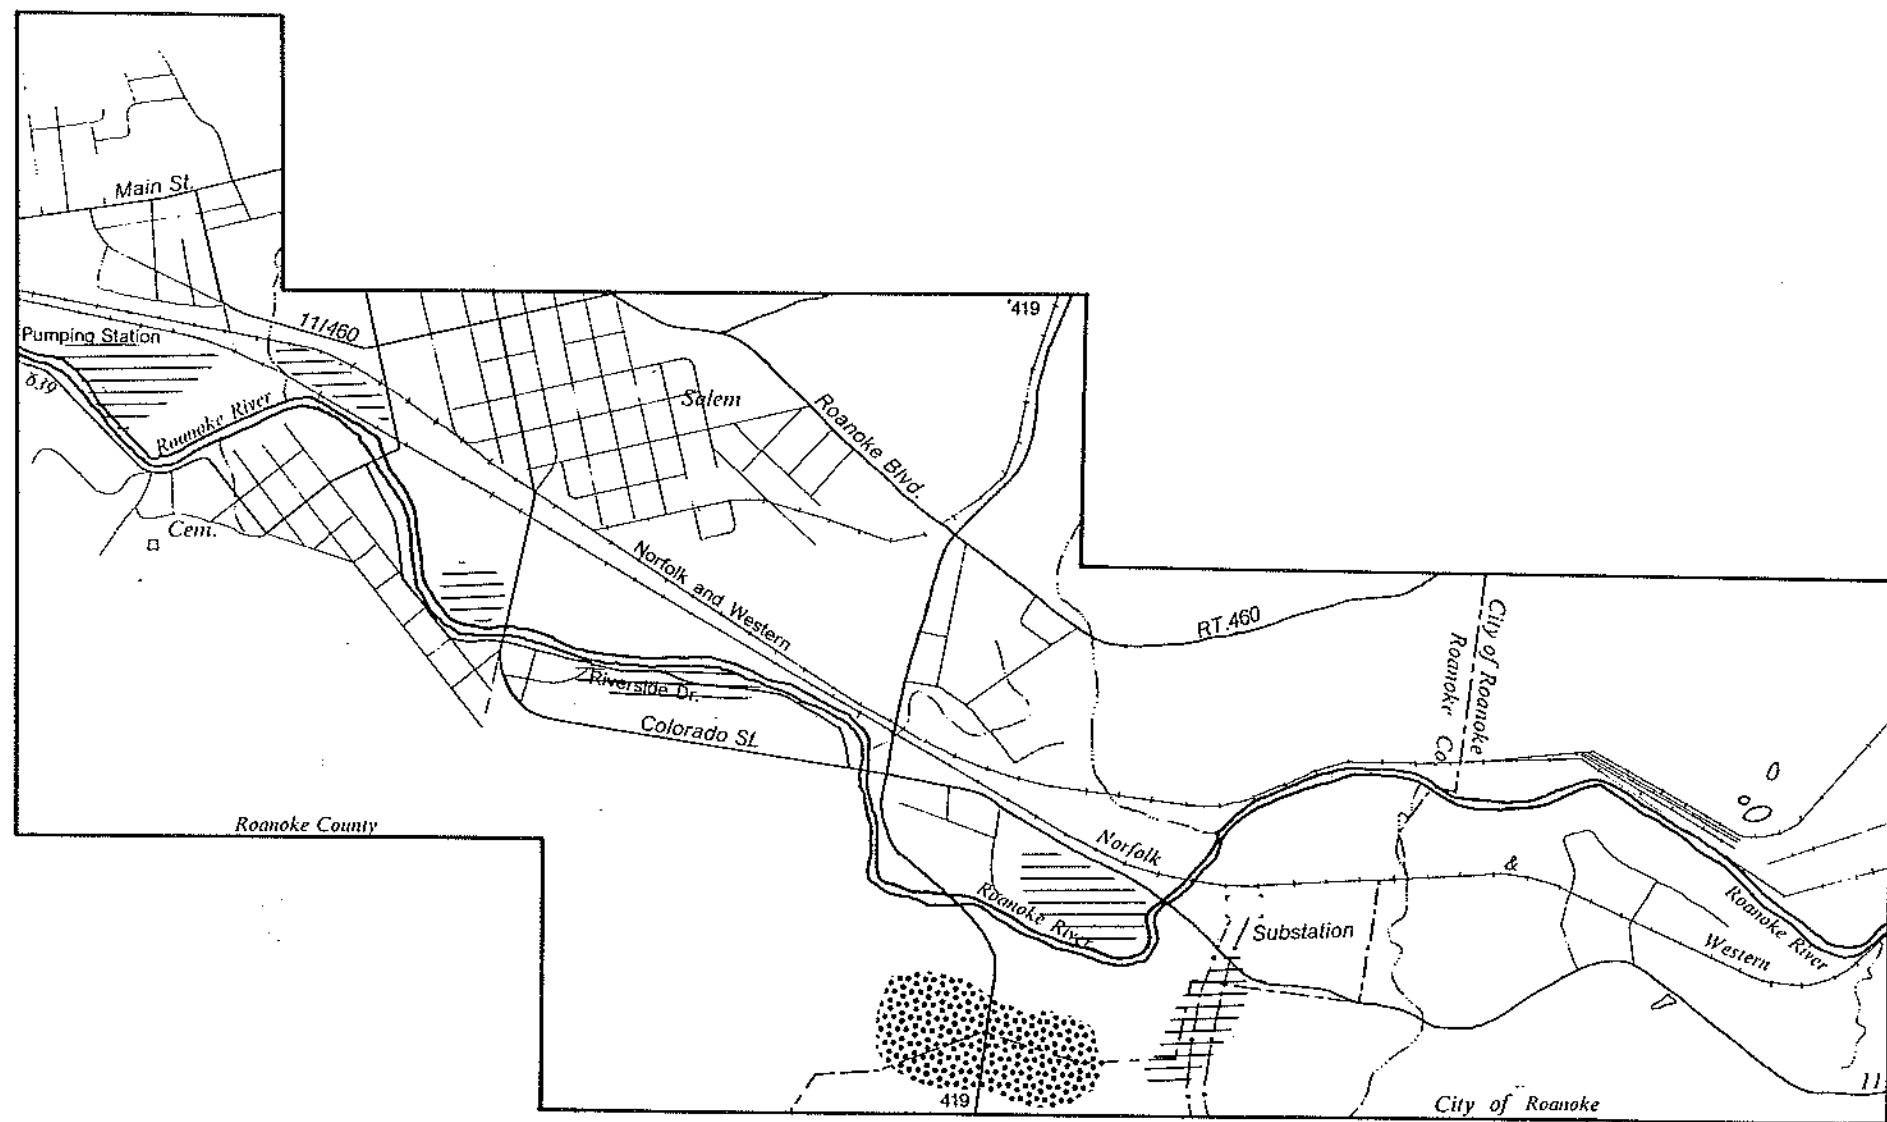 Main St.
11/460
'419
Pumping Station
639
Roanoke River
Salem
Roanoke Blvd.
Cem.
Norfolk and Western
RT.460
City of Roanoke
Roanoke Co.
Riverside Dr.
Colorado St.
Roanoke County
Norfolk
&
Western
Roanoke River
Roanoke River
Substation
419
11
City of Roanoke